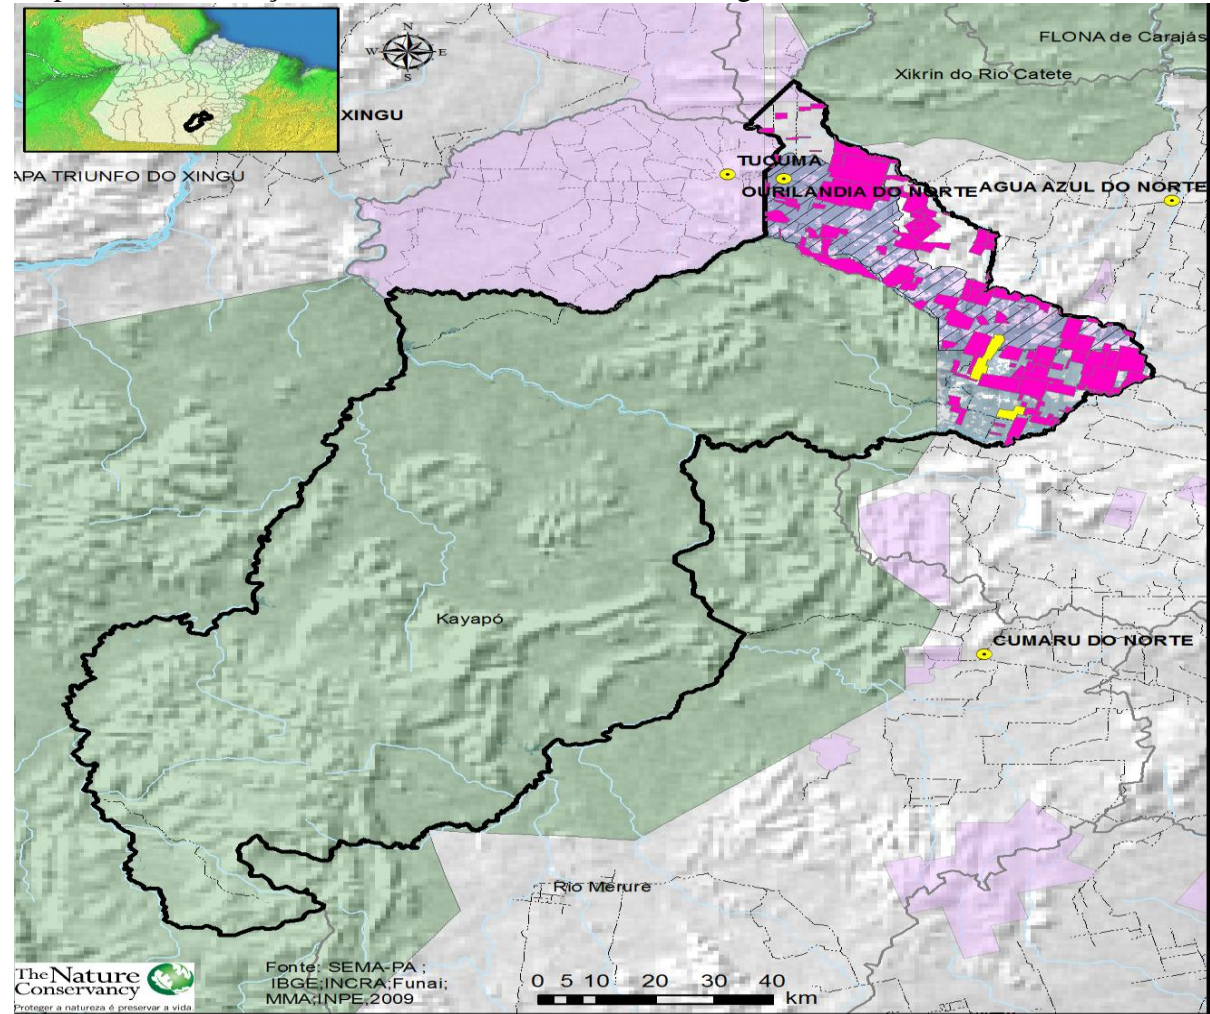 FLONA de Carajás
N
W E
S
Xikrin do Rio Catete
XINGU
TUCUMÃ
APA TRIUNFO DO XINGU
OURILANDIA DO NORTE
AGUA AZUL DO NORTE
Kayapó
CUMARU DO NORTE
Rio Merure
The Nature
Conservancy
Proteger a natureza é preservar a vida
Fonte: SEMA-PA ;
IBGE;INCRA;Funai;
MMA;INPE,2009
0 5 10 20 30 40
km